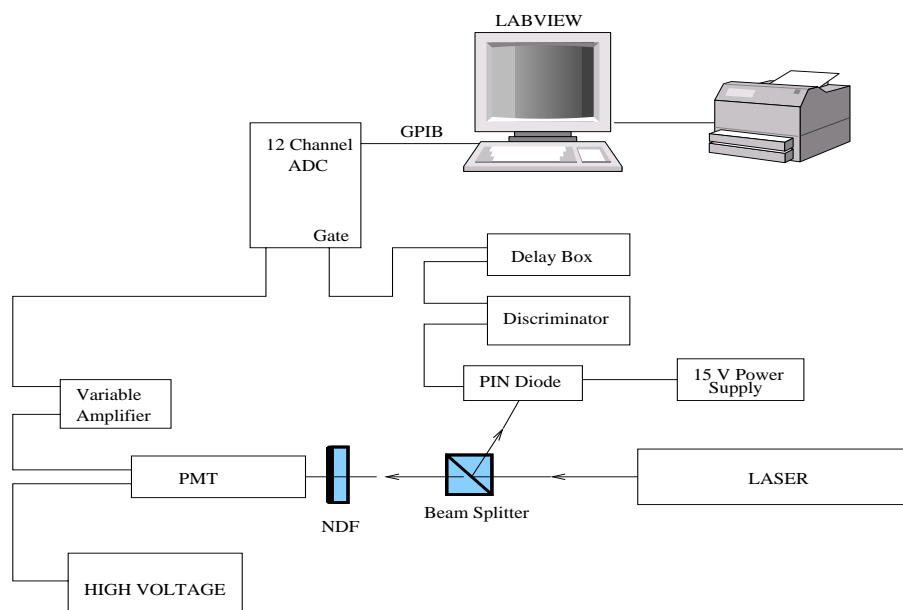 LABVIEW
GPIB
12 Channel
ADC
Gate
Delay Box
Discriminator
PIN Diode
15 V Power
Supply
Variable
Amplifier
PMT
NDF
Beam Splitter
LASER
HIGH VOLTAGE